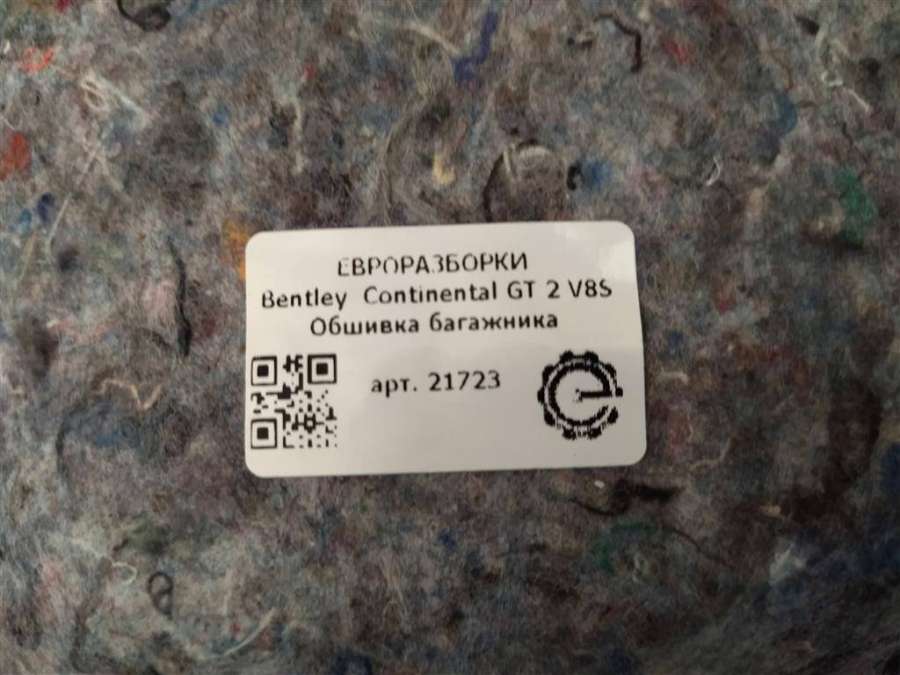 ЕВРОРАЗБОРКИ
Bentley Continental GT 2 V8S
Обшивка багажника
арт. 21723